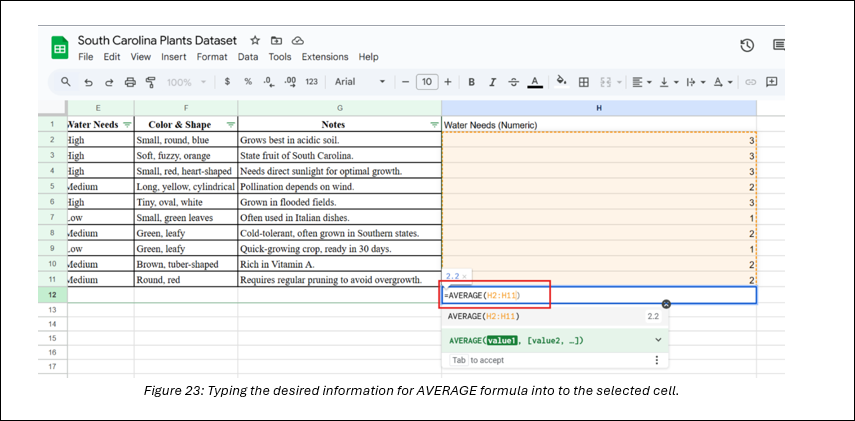 South Carolina Plants Dataset
File Edit View Insert Format Data Tools Extensions Help
100% $ % .0 .00 123 Arial − 10 + B I S A
E F G H
1 Water Needs Color & Shape Notes Water Needs (Numeric)
2 High Small, round, blue Grows best in acidic soil. 3
3 High Soft, fuzzy, orange State fruit of South Carolina. 3
4 High Small, red, heart-shaped Needs direct sunlight for optimal growth. 3
5 Medium Long, yellow, cylindrical Pollination depends on wind. 2
6 High Tiny, oval, white Grown in flooded fields. 3
7 Low Small, green leaves Often used in Italian dishes. 1
8 Medium Green, leafy Cold-tolerant, often grown in Southern states. 2
9 Low Green, leafy Quick-growing crop, ready in 30 days. 1
10 Medium Brown, tuber-shaped Rich in Vitamin A. 2
11 Medium Round, red Requires regular pruning to avoid overgrowth. 2
2.2 ×
12 =AVERAGE(H2:H11)
13
AVERAGE(H2:H11) 2.2
14
15 AVERAGE(value1, [value2, …])
16 Tab to accept
17
Figure 23: Typing the desired information for AVERAGE formula into to the selected cell.